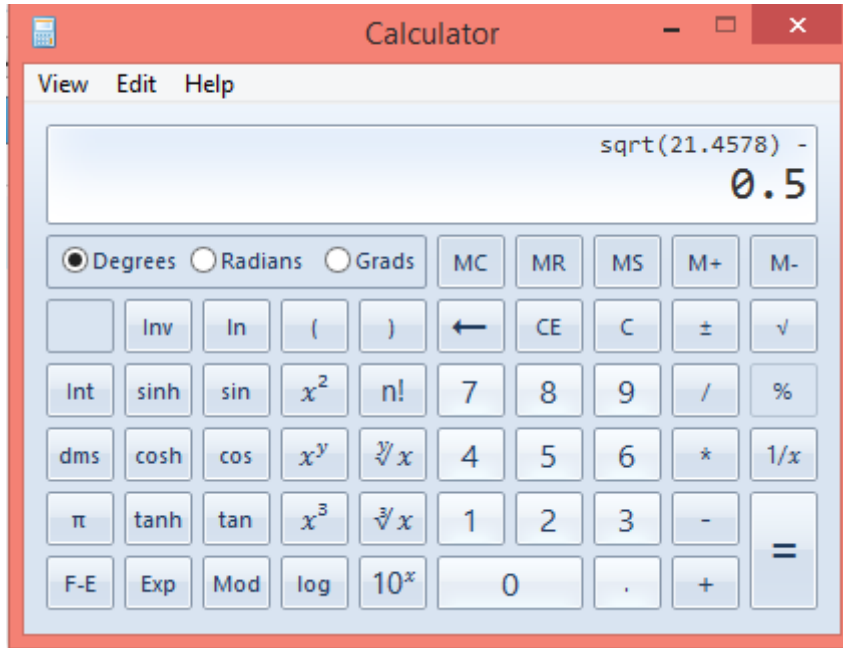 Calculator
View Edit Help
sqrt(21.4578) -
0.5
Degrees Radians Grads MC MR MS M+ M-
Inv ln ( ) ← CE C ± √
Int sinh sin x² n! 7 8 9 / %
dms cosh cos xʸ ʸ√x 4 5 6 * 1/x
π tanh tan x³ ³√x 1 2 3 - =
F-E Exp Mod log 10ˣ 0 . +